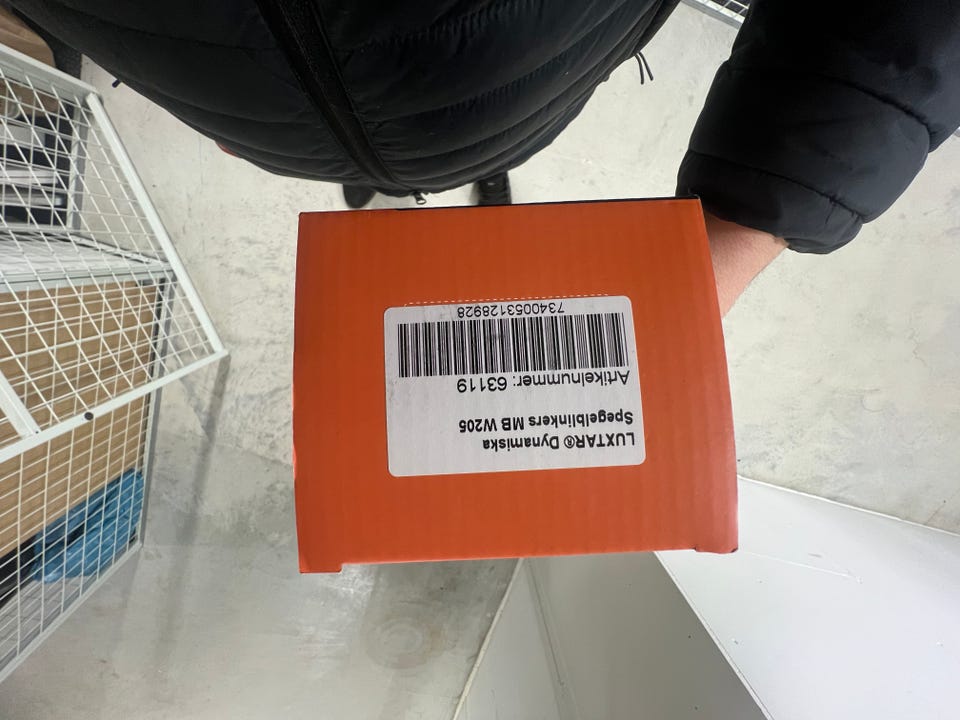 LUXTAR® Dynamiska
Spegelblinkers MB W205
Artikelnummer: 63119
7340053128928